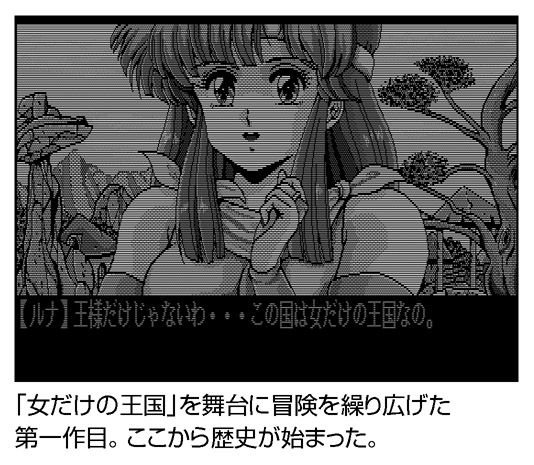 【ルナ】王様だけじゃないわ・・・この国は女だけの王国なの。
「女だけの王国」を舞台に冒険を繰り広げた
第一作目。ここから歴史が始まった。